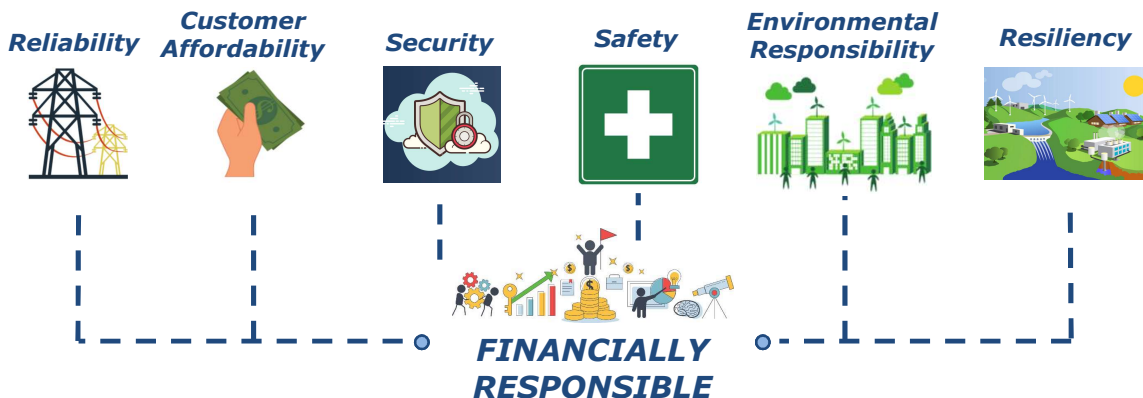 Reliability
Customer
Affordability
Security
Safety
Environmental
Responsibility
Resiliency
FINANCIALLY
RESPONSIBLE